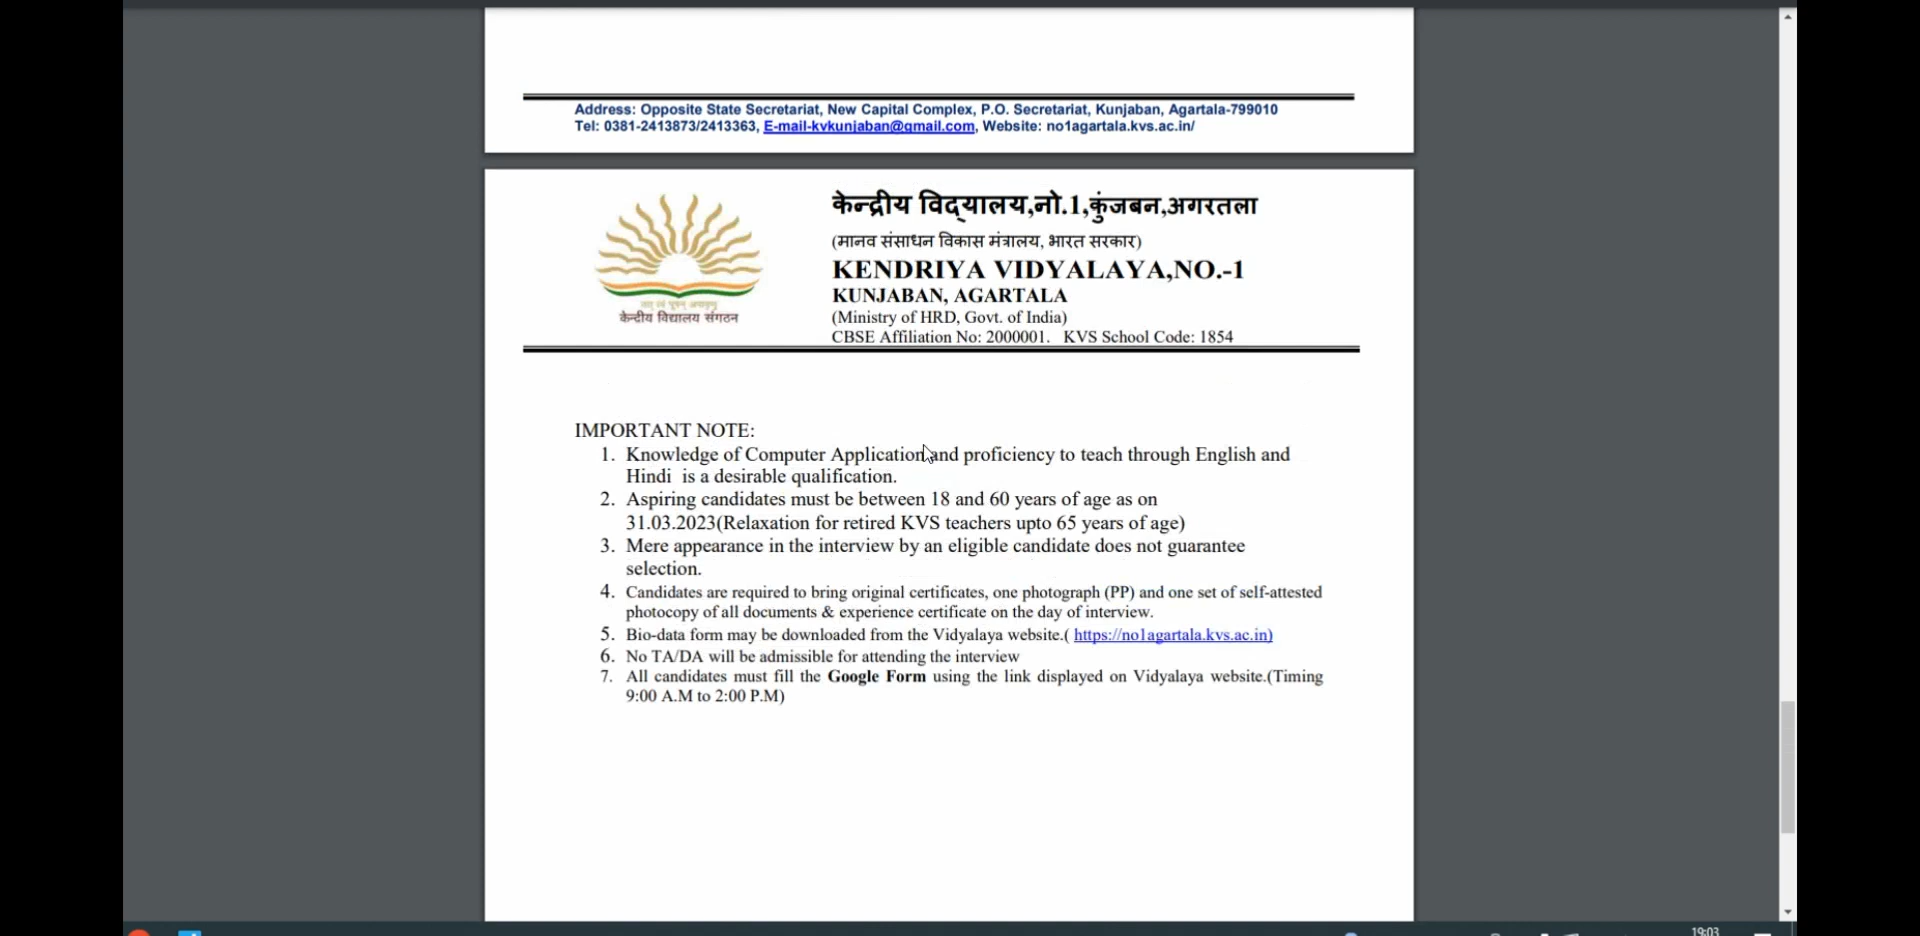 Address: Opposite State Secretariat, New Capital Complex, P.O. Secretariat, Kunjaban, Agartala-799010
Tel: 0381-2413873/2413363, E-mail-kvkunjaban@gmail.com, Website: no1agartala.kvs.ac.in/
केन्द्रीय विद्यालय,नो.1,कुंजबन,अगरतला
(मानव संसाधन विकास मंत्रालय, भारत सरकार)
KENDRIYA VIDYALAYA,NO.-1
KUNJABAN, AGARTALA
(Ministry of HRD, Govt. of India)
CBSE Affiliation No: 2000001. KVS School Code: 1854
केन्द्रीय विद्यालय संगठन
IMPORTANT NOTE:
1. Knowledge of Computer Application and proficiency to teach through English and
Hindi is a desirable qualification.
2. Aspiring candidates must be between 18 and 60 years of age as on
31.03.2023(Relaxation for retired KVS teachers upto 65 years of age)
3. Mere appearance in the interview by an eligible candidate does not guarantee
selection.
4. Candidates are required to bring original certificates, one photograph (PP) and one set of self-attested
photocopy of all documents & experience certificate on the day of interview.
5. Bio-data form may be downloaded from the Vidyalaya website.( https://no1agartala.kvs.ac.in)
6. No TA/DA will be admissible for attending the interview
7. All candidates must fill the Google Form using the link displayed on Vidyalaya website.(Timing
9:00 A.M to 2:00 P.M)
19:03